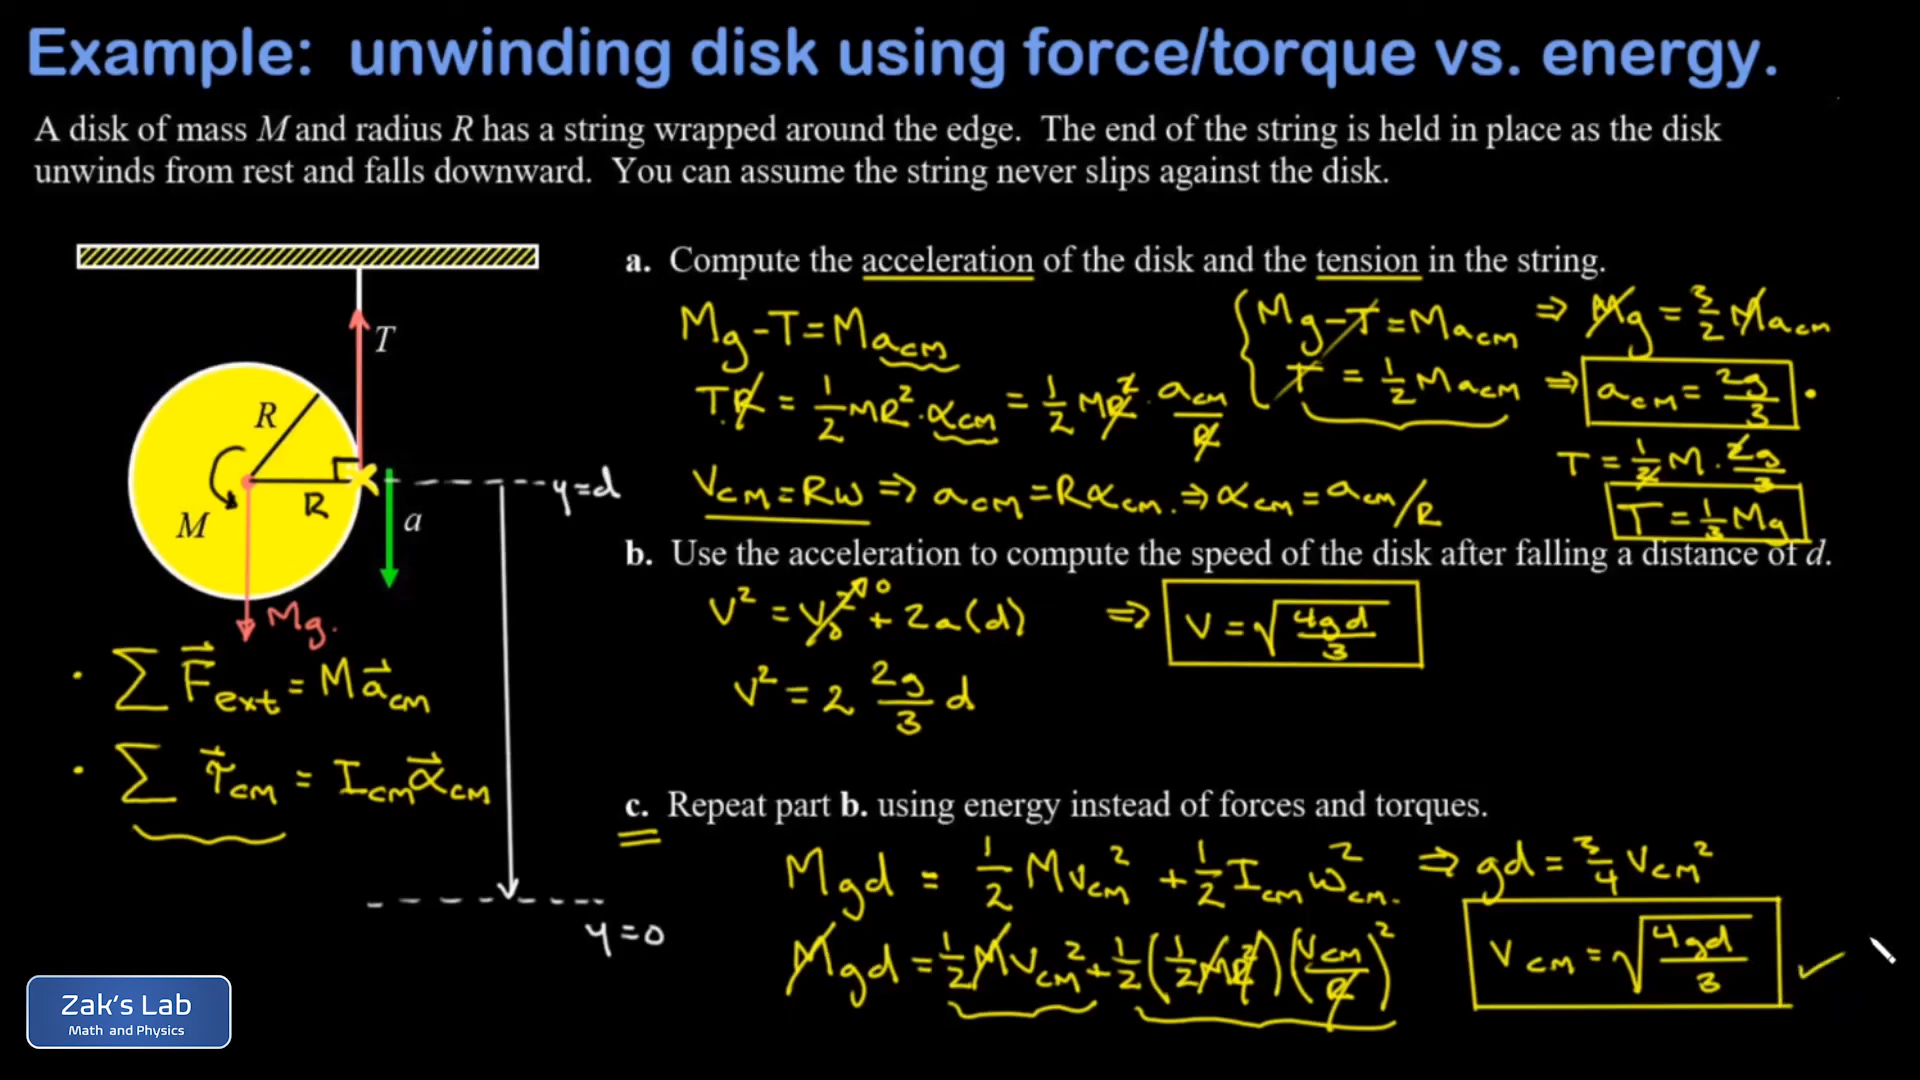 Example: unwinding disk using force/torque vs. energy.
A disk of mass M and radius R has a string wrapped around the edge. The end of the string is held in place as the disk
unwinds from rest and falls downward. You can assume the string never slips against the disk.
T
R
R
M
a
y=d
Mg.
• ∑ F⃗ext = Ma⃗cm
• ∑ τ⃗cm = Icm α⃗cm
y=0
a. Compute the acceleration of the disk and the tension in the string.
Mg-T=Macm
TR = 1/2 MR²·αcm = 1/2 MR²·acm/R
Vcm=Rω ⇒ acm=Rαcm. ⇒ αcm=acm/R
{ Mg-T=Macm ⇒ Mg = 3/2 Macm
T = 1/2 Macm ⇒ acm = 2g/3 •
T = 1/2 M·2g/3
T = 1/3 Mg
b. Use the acceleration to compute the speed of the disk after falling a distance of d.
V² = V₀² ↗0 + 2a(d) ⇒ V = √(4gd/3)
V² = 2 2g/3 d
c. Repeat part b. using energy instead of forces and torques.
Mgd = 1/2 MVcm² + 1/2 Icm ωcm². ⇒ gd = 3/4 Vcm²
Mgd = 1/2 MVcm² + 1/2 (1/2 MR²)(Vcm/R)² Vcm = √(4gd/3) ✓
Zak's Lab
Math and Physics